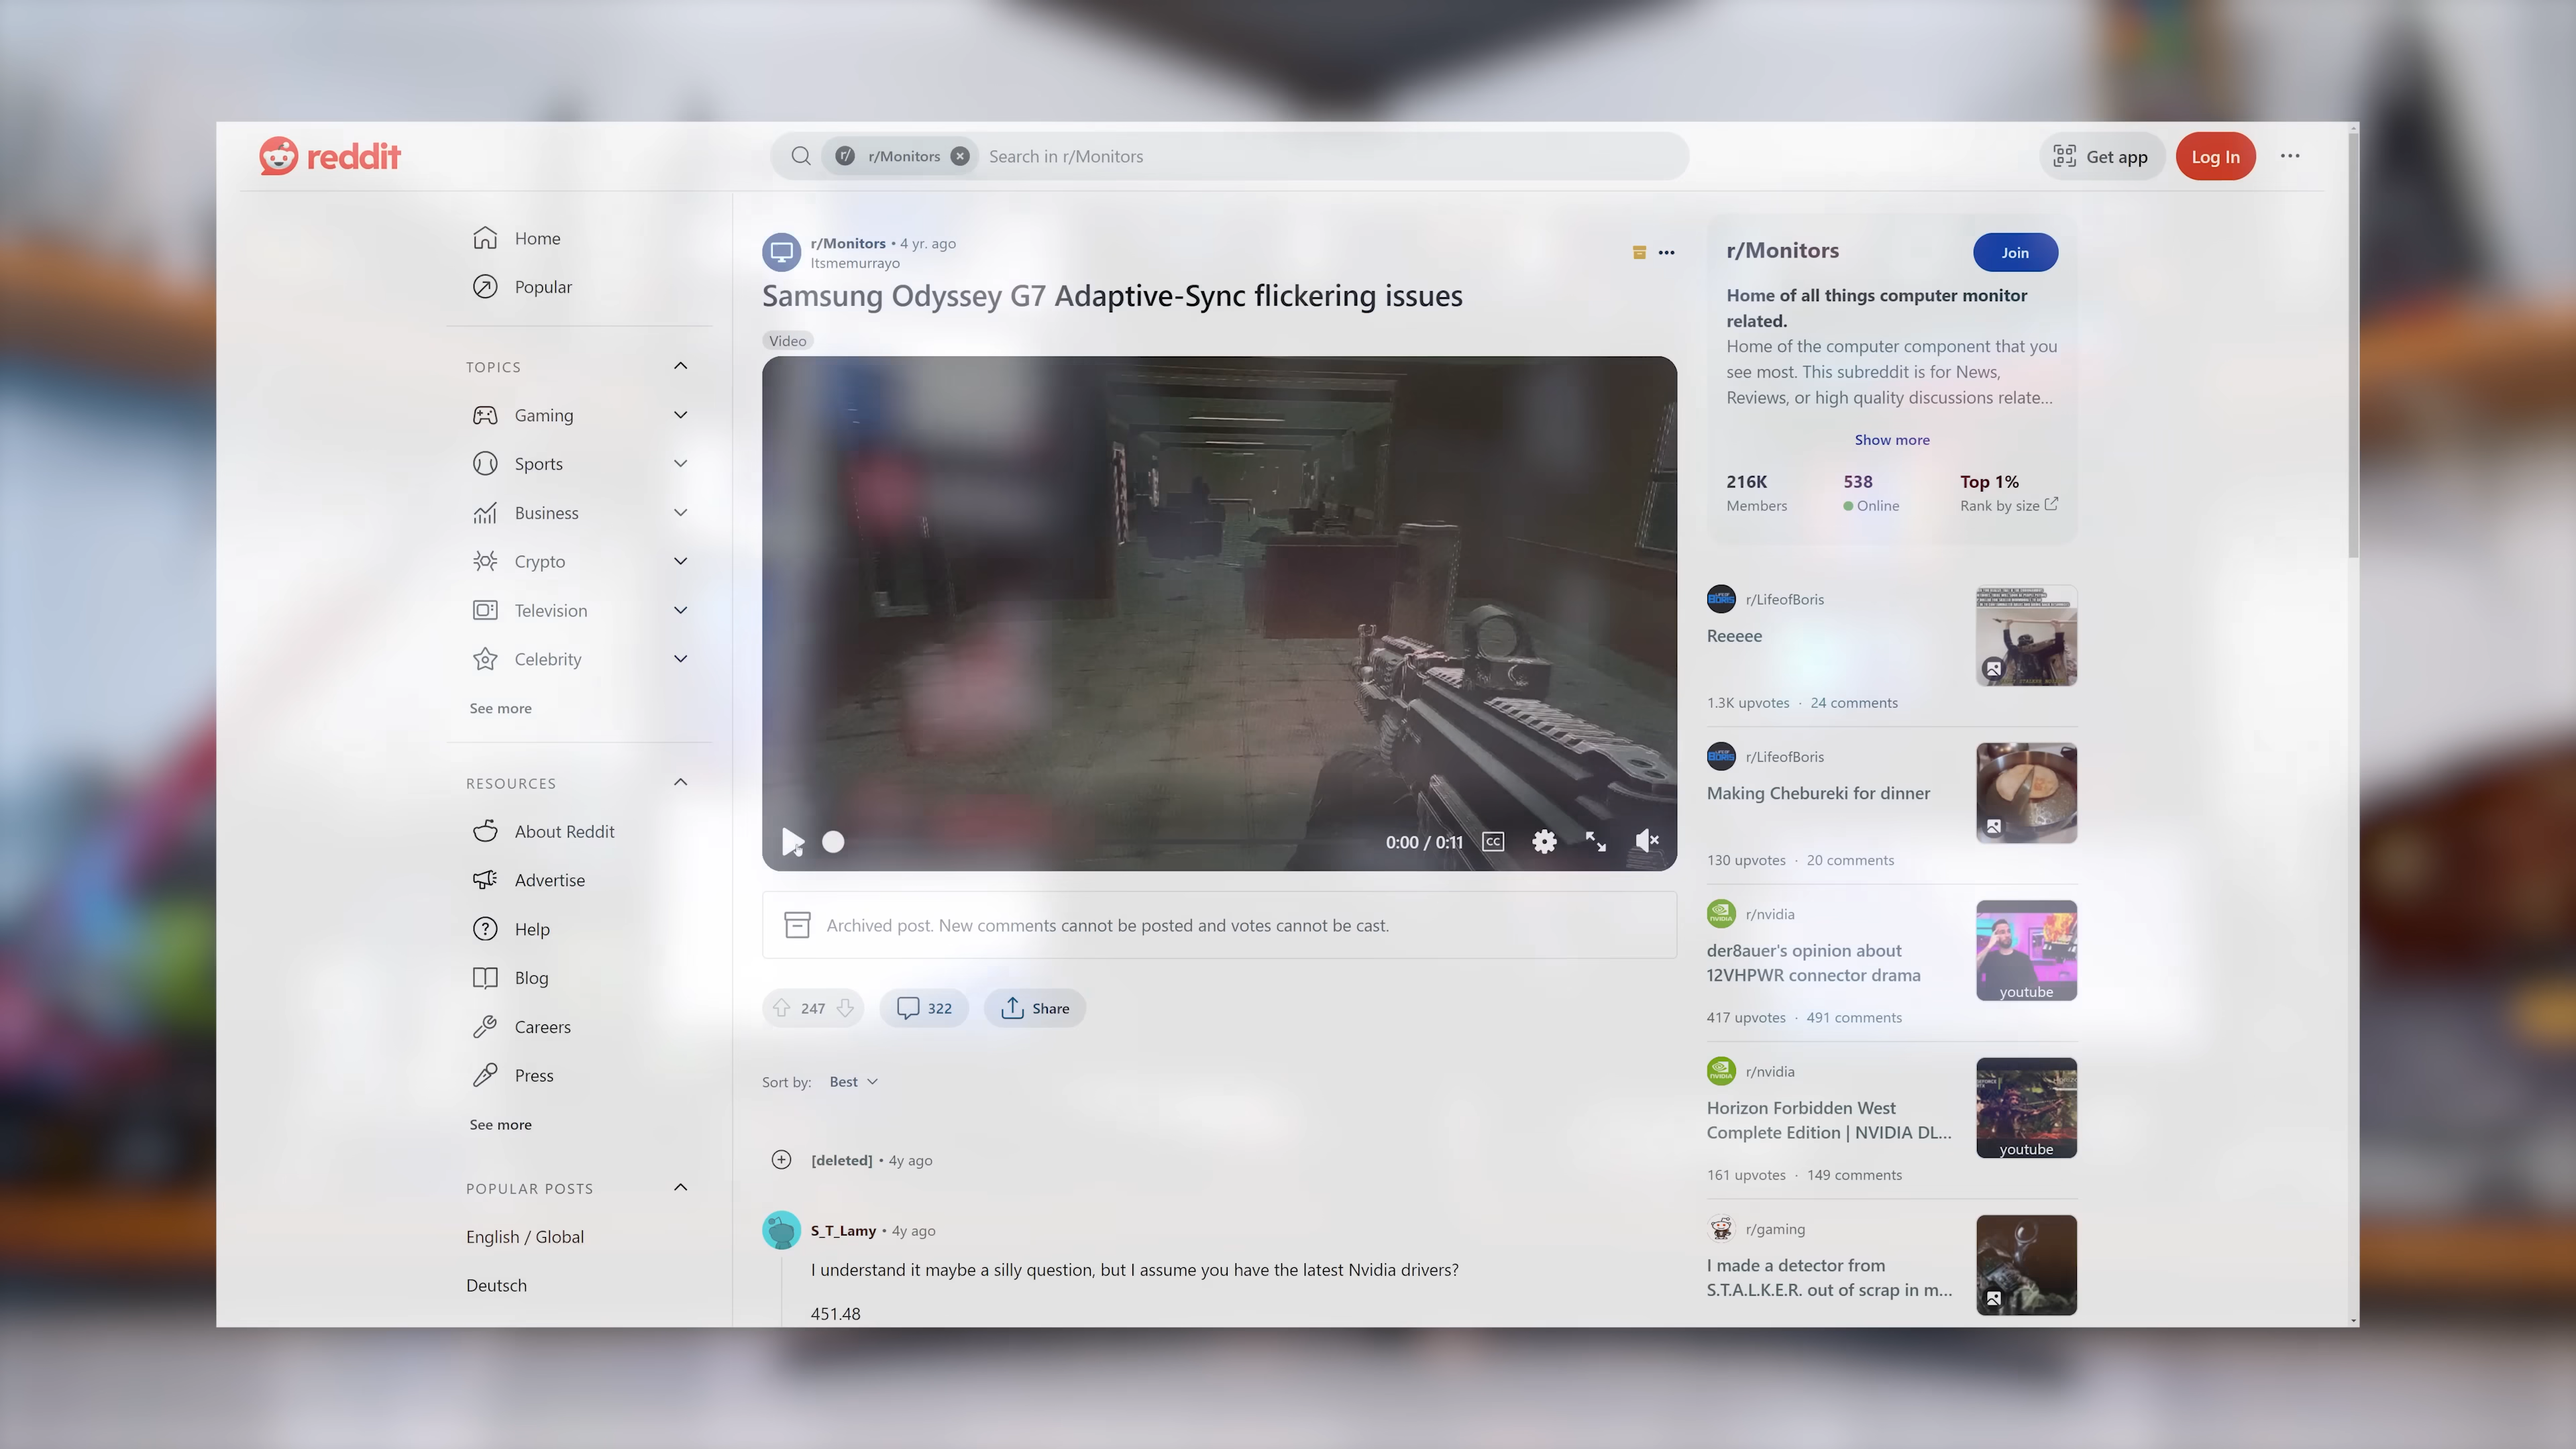 reddit
r/ r/Monitors Search in r/Monitors
Get app
Log In
Home
Popular
TOPICS
Gaming
Sports
Business
Crypto
Television
Celebrity
See more
RESOURCES
About Reddit
Advertise
Help
Blog
Careers
Press
See more
POPULAR POSTS
English / Global
Deutsch
r/Monitors • 4 yr. ago
Itsmemurrayo
Samsung Odyssey G7 Adaptive-Sync flickering issues
Video
0:00 / 0:11 CC
Archived post. New comments cannot be posted and votes cannot be cast.
247 322 Share
Sort by: Best
[deleted] • 4y ago
S_T_Lamy • 4y ago
I understand it maybe a silly question, but I assume you have the latest Nvidia drivers?
451.48
r/Monitors
Join
Home of all things computer monitor
related.
Home of the computer component that you
see most. This subreddit is for News,
Reviews, or high quality discussions relate...
Show more
216K 538 Top 1%
Members Online Rank by size
r/LifeofBoris
Reeeee
1.3K upvotes · 24 comments
r/LifeofBoris
Making Chebureki for dinner
130 upvotes · 20 comments
r/nvidia
der8auer's opinion about
12VHPWR connector drama
youtube
417 upvotes · 491 comments
r/nvidia
Horizon Forbidden West
Complete Edition | NVIDIA DL...
youtube
161 upvotes · 149 comments
r/gaming
I made a detector from
S.T.A.L.K.E.R. out of scrap in m...